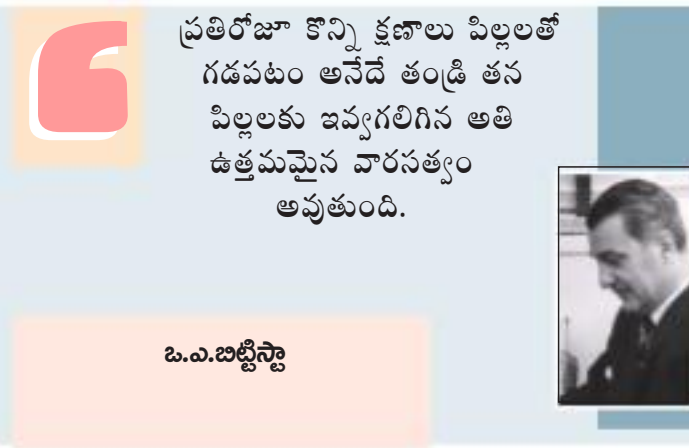 ప్రతిరోజూ కొన్ని క్షణాలు పిల్లలతో
గడపటం అనేదే తండ్రి తన
పిల్లలకు ఇవ్వగలిగిన అతి
ఉత్తమమైన వారసత్వం
అవుతుంది.
ఒ.ఎ.బిట్టిస్టా